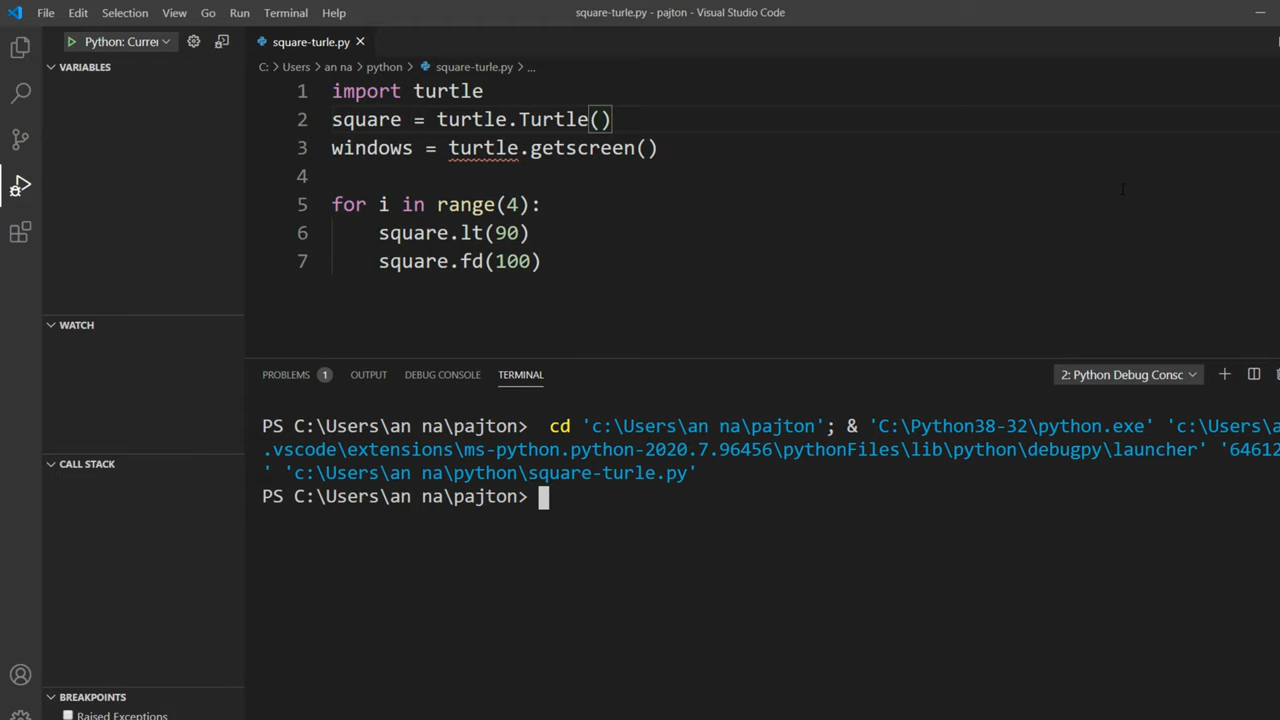 File Edit Selection View Go Run Terminal Help square-turle.py - pajton - Visual Studio Code
Python: Currer
square-turle.py
VARIABLES
C: > Users > an na > python > square-turle.py > ...
1 import turtle
2 square = turtle.Turtle()
3 windows = turtle.getscreen()
4
5 for i in range(4):
6 square.lt(90)
7 square.fd(100)
WATCH
PROBLEMS 1 OUTPUT DEBUG CONSOLE TERMINAL 2: Python Debug Consc
PS C:\Users\an na\pajton> cd 'c:\Users\an na\pajton'; & 'C:\Python38-32\python.exe' 'c:\Users\a
.vscode\extensions\ms-python.python-2020.7.96456\pythonFiles\lib\python\debugpy\launcher' '64612
' 'c:\Users\an na\python\square-turle.py'
CALL STACK
PS C:\Users\an na\pajton>
BREAKPOINTS
Raised Exceptions